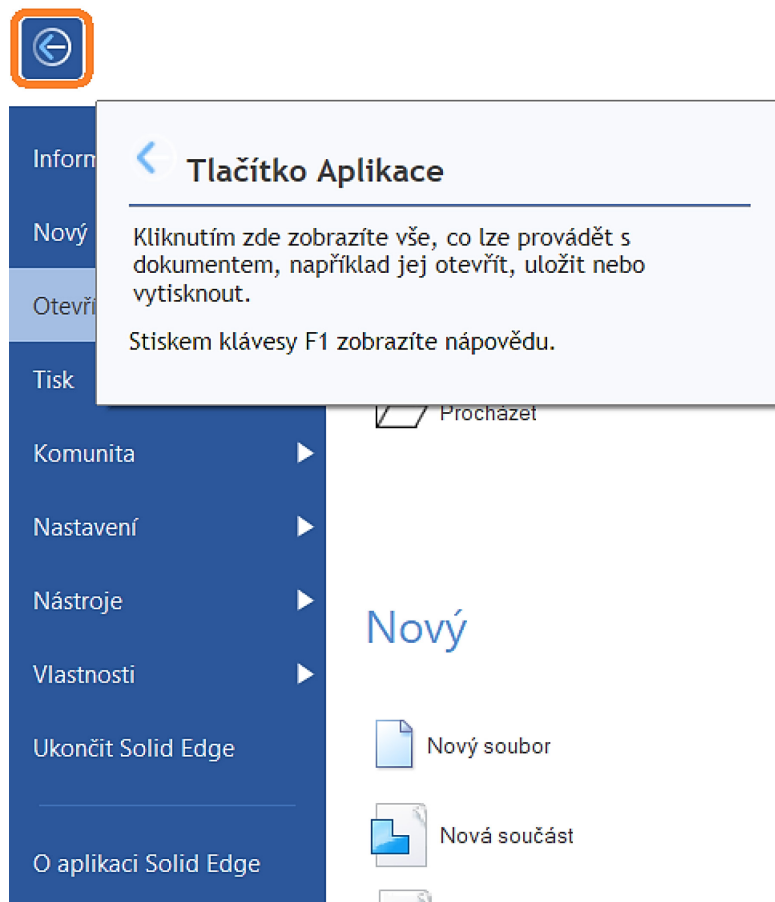 Tlačítko Aplikace
Kliknutím zde zobrazíte vše, co lze provádět s
dokumentem, například jej otevřít, uložit nebo
vytisknout.
Stiskem klávesy F1 zobrazíte nápovědu.
Nový
Tisk
Komunita
Nastavení
Nástroje
Vlastnosti
Ukončit Solid Edge
O aplikaci Solid Edge
Procházet
Nový
Nový soubor
Nová součást